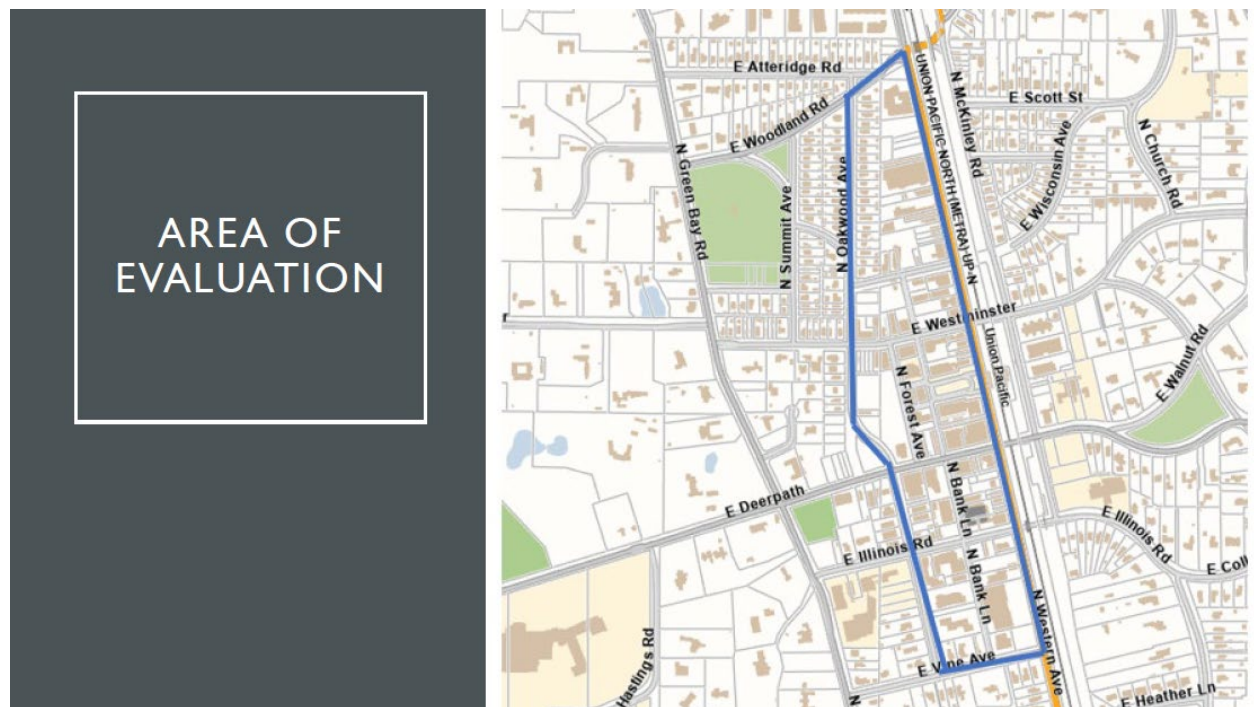 AREA OF
EVALUATION
E Atteridge Rd
E Woodland Rd
N Green Bay Rd
N Summit Ave
N Oakwood Ave
UNION PACIFIC NORTH (METRA) UP-N
N McKinley Rd
E Scott St
E Wisconsin Ave
N Church Rd
r
E Westminster
Union Pacific
E Walnut Rd
N Forest Ave
E Deerpath
N Bank Ln
E Illinois Rd
E Illinois Rd
N Bank Ln
E Coll
N Western Ave
E Vine Ave
Hastings Rd
N
E Heather Ln